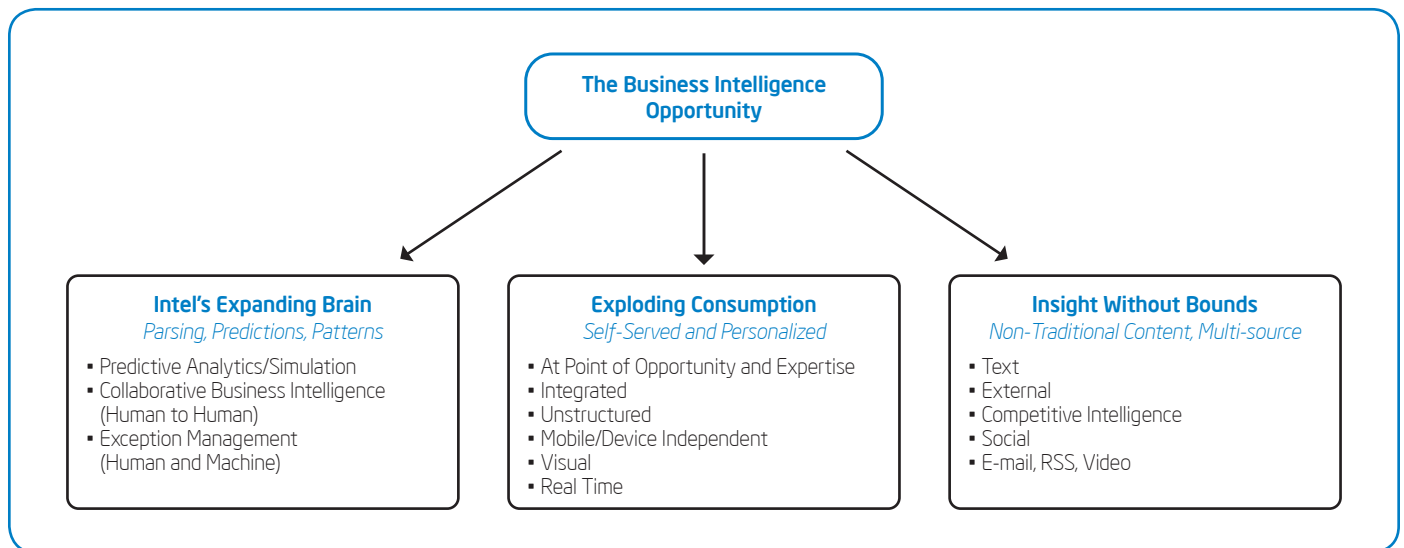 The Business Intelligence
Opportunity
Intel's Expanding Brain
Parsing, Predictions, Patterns
▪ Predictive Analytics/Simulation
▪ Collaborative Business Intelligence
(Human to Human)
▪ Exception Management
(Human and Machine)
Exploding Consumption
Self-Served and Personalized
▪ At Point of Opportunity and Expertise
▪ Integrated
▪ Unstructured
▪ Mobile/Device Independent
▪ Visual
▪ Real Time
Insight Without Bounds
Non-Traditional Content, Multi-source
▪ Text
▪ External
▪ Competitive Intelligence
▪ Social
▪ E-mail, RSS, Video